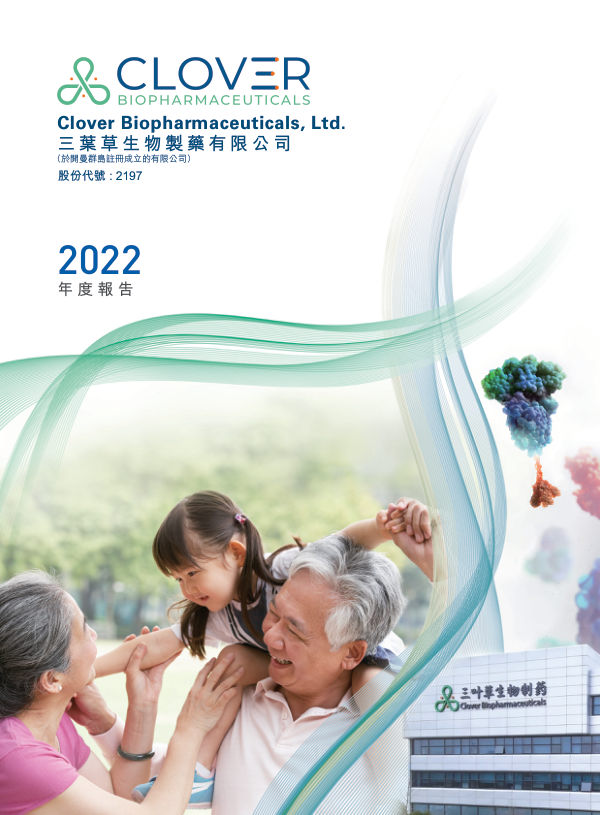 CLOVER
BIOPHARMACEUTICALS
Clover Biopharmaceuticals, Ltd.
三葉草生物製藥有限公司
(於開曼群島註冊成立的有限公司)
股份代號 : 2197
2022
年度報告
三叶草生物制药
Clover Biopharmaceuticals